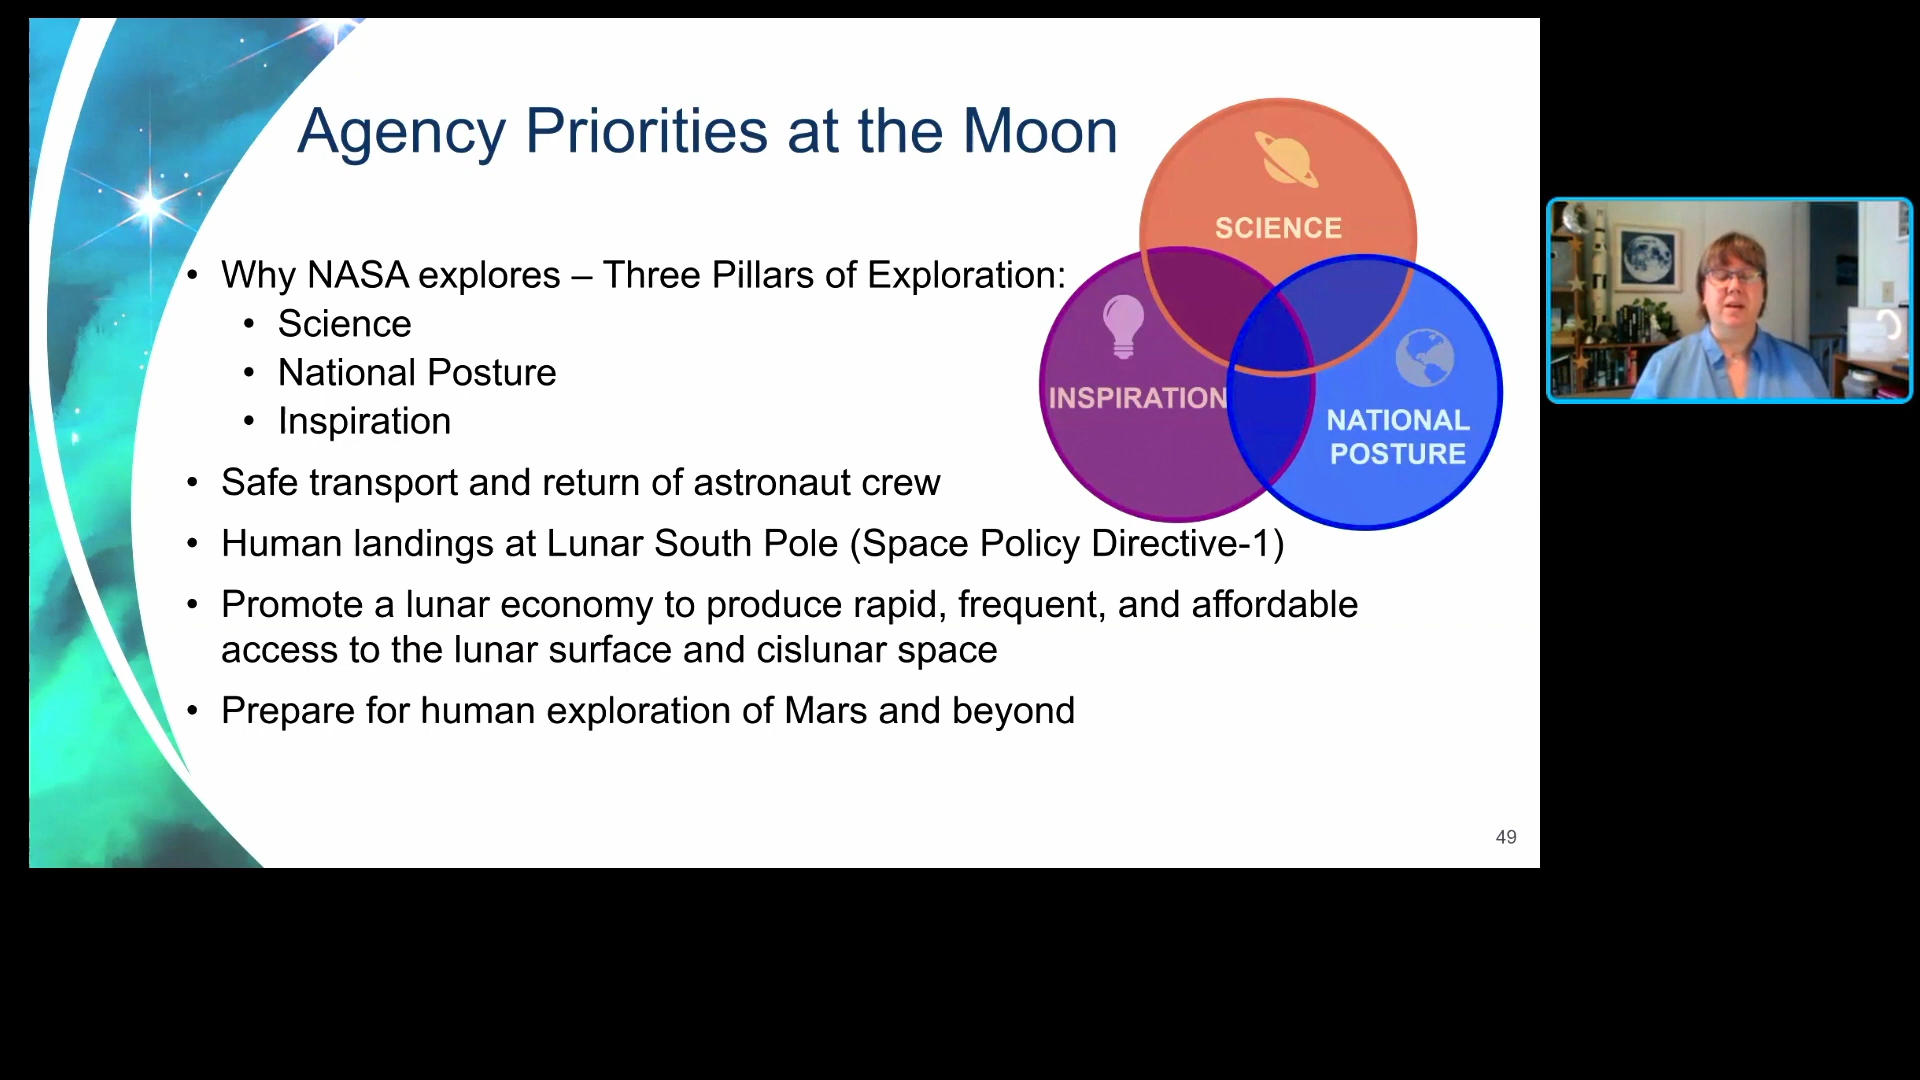 Agency Priorities at the Moon
• Why NASA explores – Three Pillars of Exploration:
• Science
• National Posture
• Inspiration
• Safe transport and return of astronaut crew
• Human landings at Lunar South Pole (Space Policy Directive-1)
• Promote a lunar economy to produce rapid, frequent, and affordable
access to the lunar surface and cislunar space
• Prepare for human exploration of Mars and beyond
SCIENCE
INSPIRATION
NATIONAL
POSTURE
49